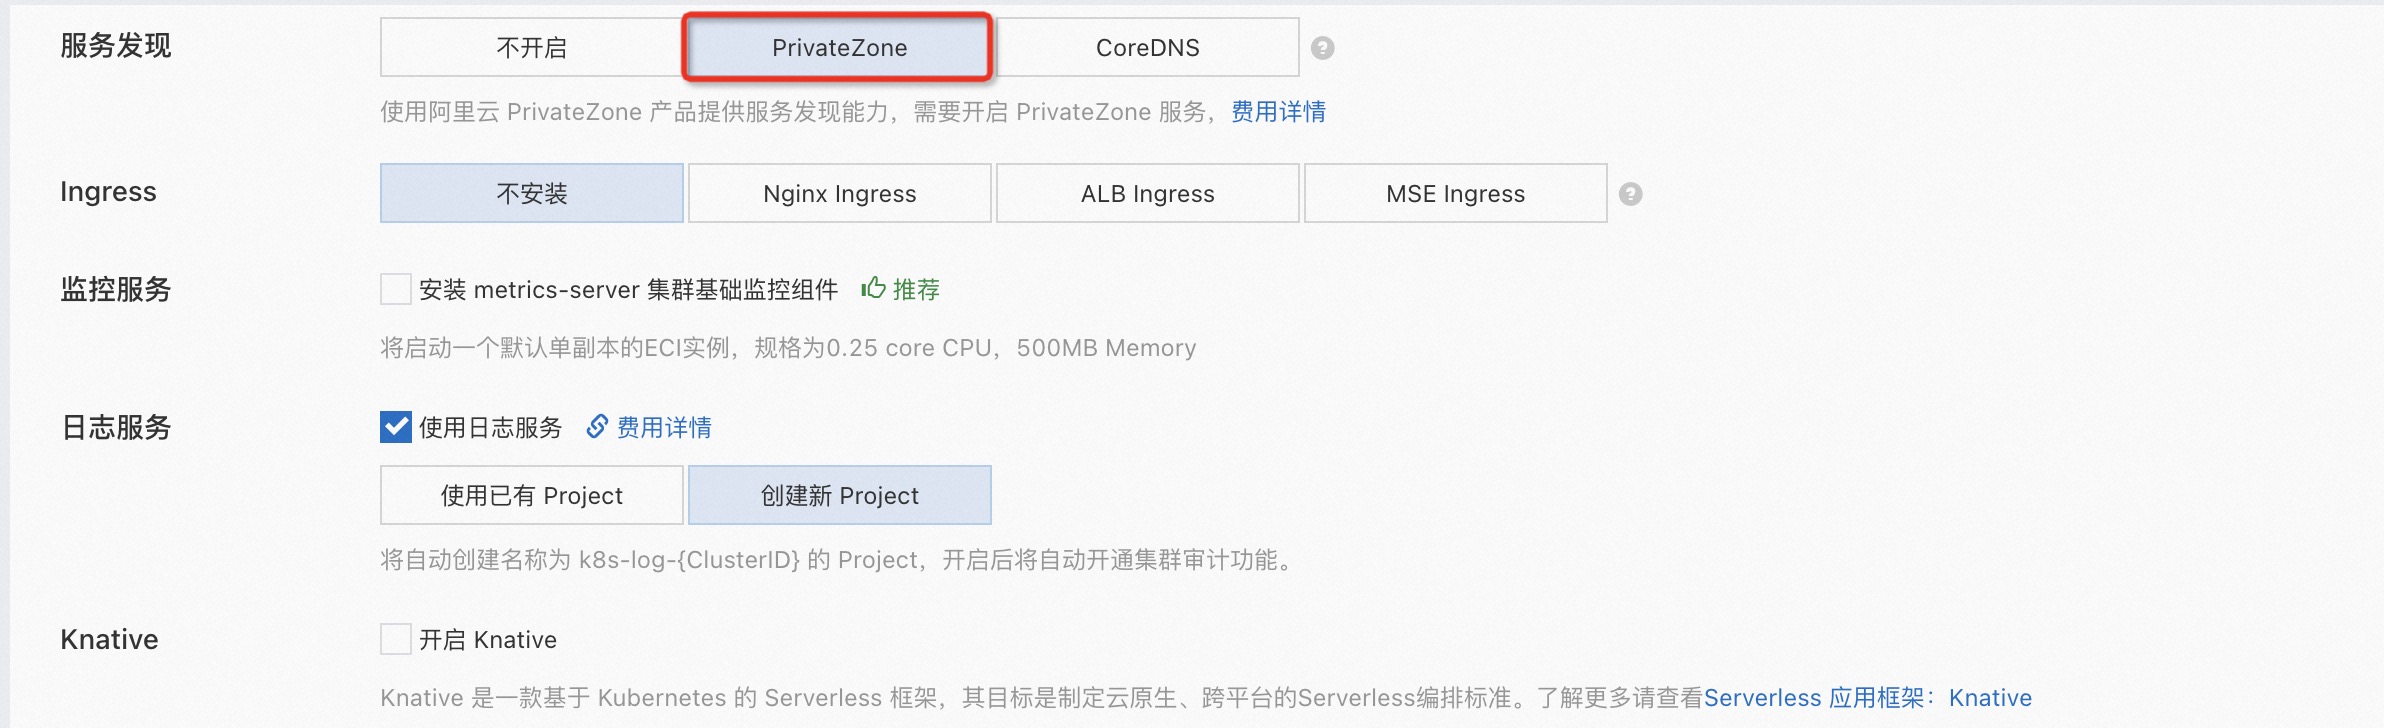 服务发现 不开启 PrivateZone CoreDNS ?
使用阿里云 PrivateZone 产品提供服务发现能力，需要开启 PrivateZone 服务，费用详情
Ingress 不安装 Nginx Ingress ALB Ingress MSE Ingress ?
监控服务 安装 metrics-server 集群基础监控组件 推荐
将启动一个默认单副本的ECI实例，规格为0.25 core CPU，500MB Memory
日志服务 使用日志服务 费用详情
使用已有 Project 创建新 Project
将自动创建名称为 k8s-log-{ClusterID} 的 Project，开启后将自动开通集群审计功能。
Knative 开启 Knative
Knative 是一款基于 Kubernetes 的 Serverless 框架，其目标是制定云原生、跨平台的Serverless编排标准。了解更多请查看Serverless 应用框架：Knative